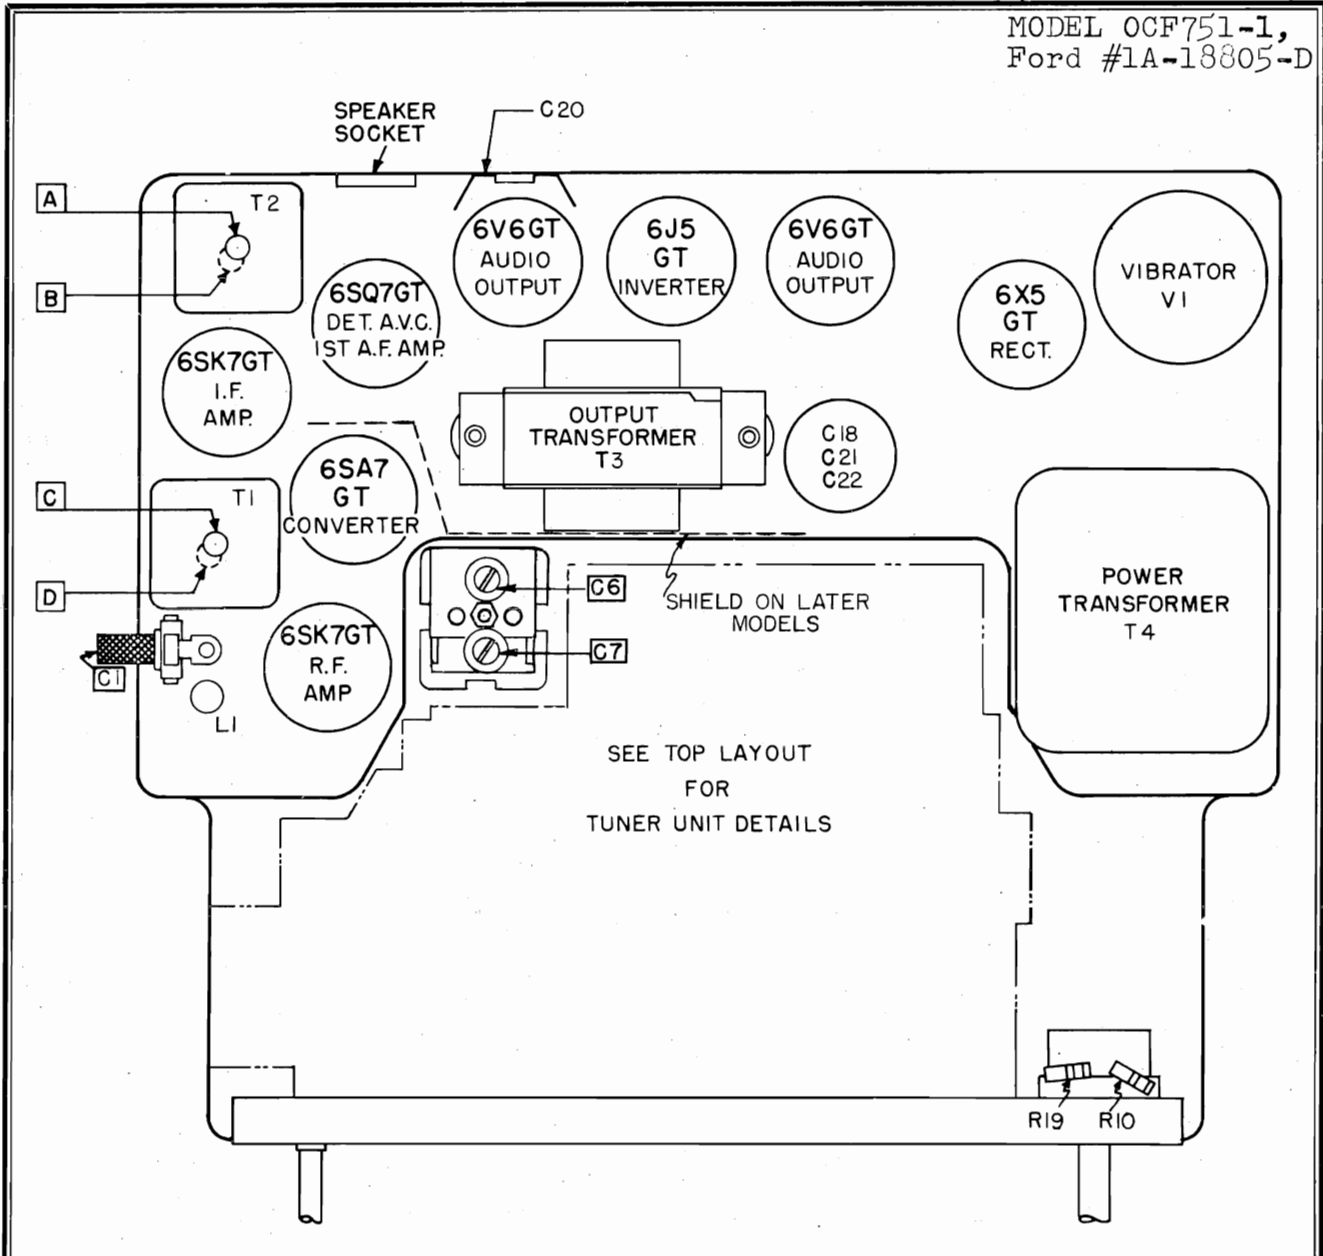 MODEL OCF751-1,
Ford #1A-18805-D
SPEAKER
SOCKET
C20
A
T2
B
6V6GT
AUDIO
OUTPUT
6J5
GT
INVERTER
6V6GT
AUDIO
OUTPUT
VIBRATOR
V1
6SQ7GT
DET. A.V.C.
1ST A.F. AMP.
6X5
GT
RECT.
6SK7GT
I.F.
AMP.
OUTPUT
TRANSFORMER
T3
C18
C21
C22
C
T1
6SA7
GT
CONVERTER
D
C6
SHIELD ON LATER
MODELS
POWER
TRANSFORMER
T4
C7
6SK7GT
R.F.
AMP
C1
L1
SEE TOP LAYOUT
FOR
TUNER UNIT DETAILS
R19
R10